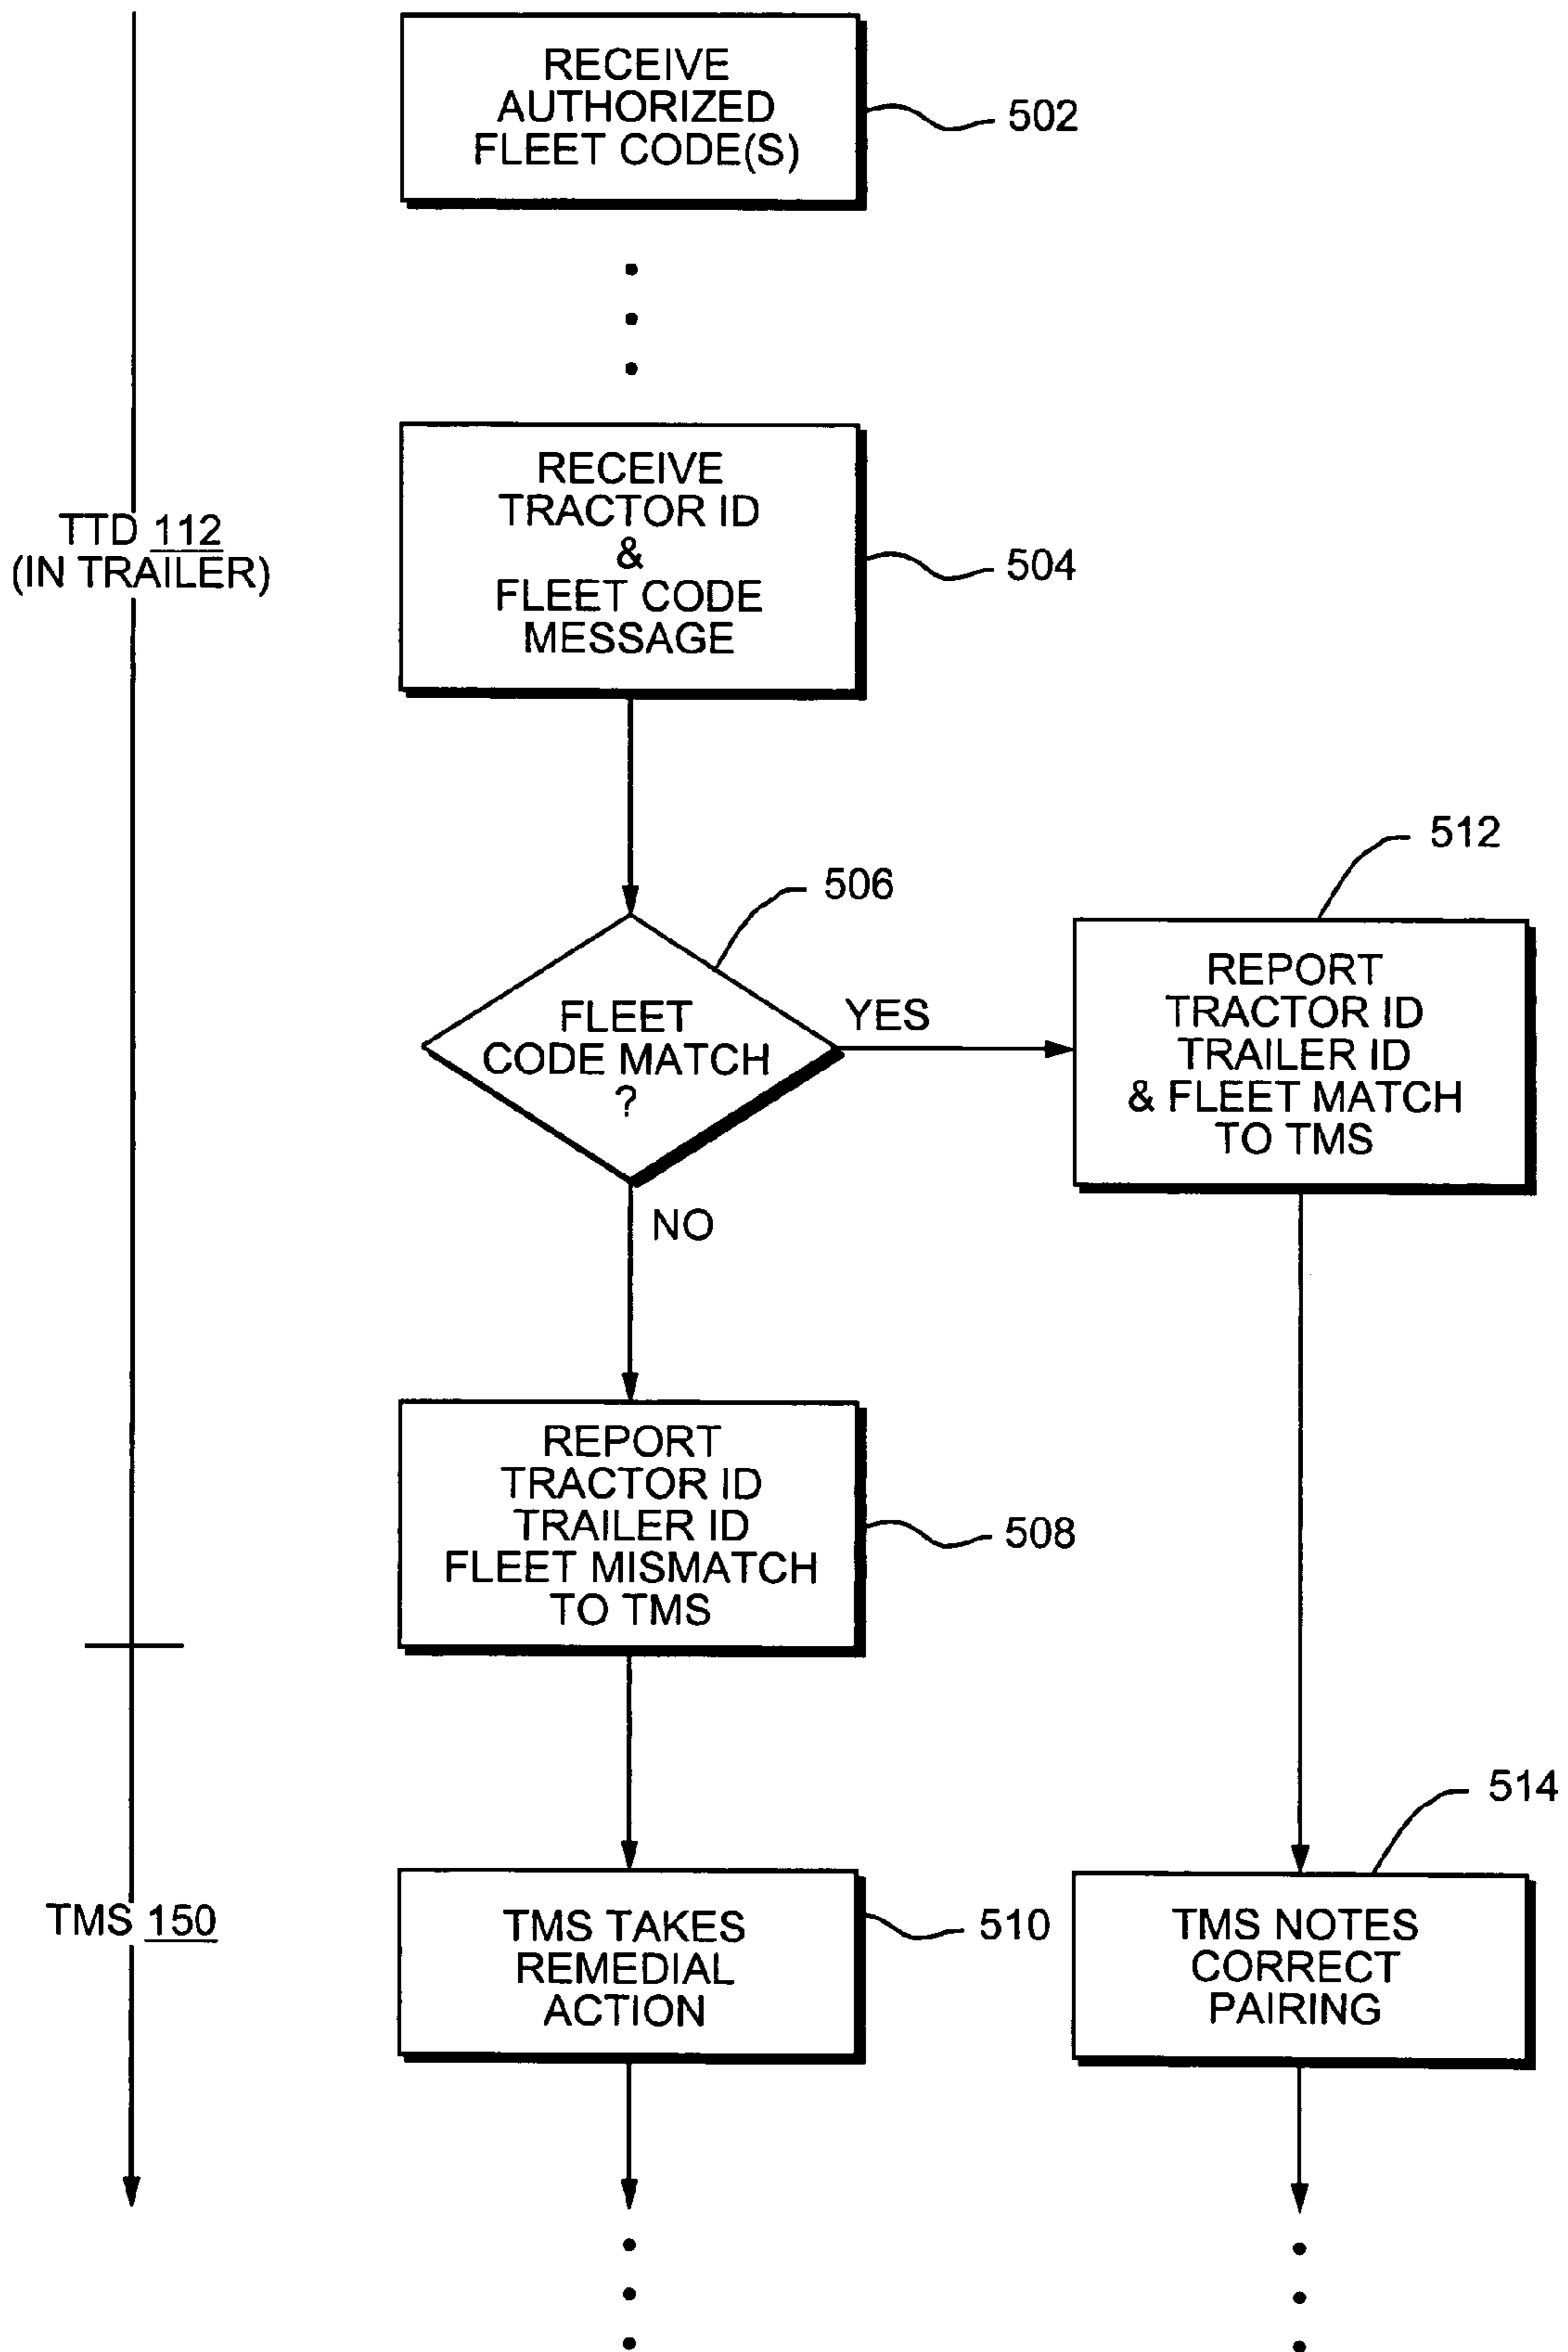 RECEIVE
AUTHORIZED
FLEET CODE(S)
502
RECEIVE
TRACTOR ID
&
FLEET CODE
MESSAGE
504
TTD 112
(IN TRAILER)
506
FLEET
CODE MATCH
?
YES
NO
512
REPORT
TRACTOR ID
TRAILER ID
& FLEET MATCH
TO TMS
REPORT
TRACTOR ID
TRAILER ID
FLEET MISMATCH
TO TMS
508
TMS 150
TMS TAKES
REMEDIAL
ACTION
510
514
TMS NOTES
CORRECT
PAIRING